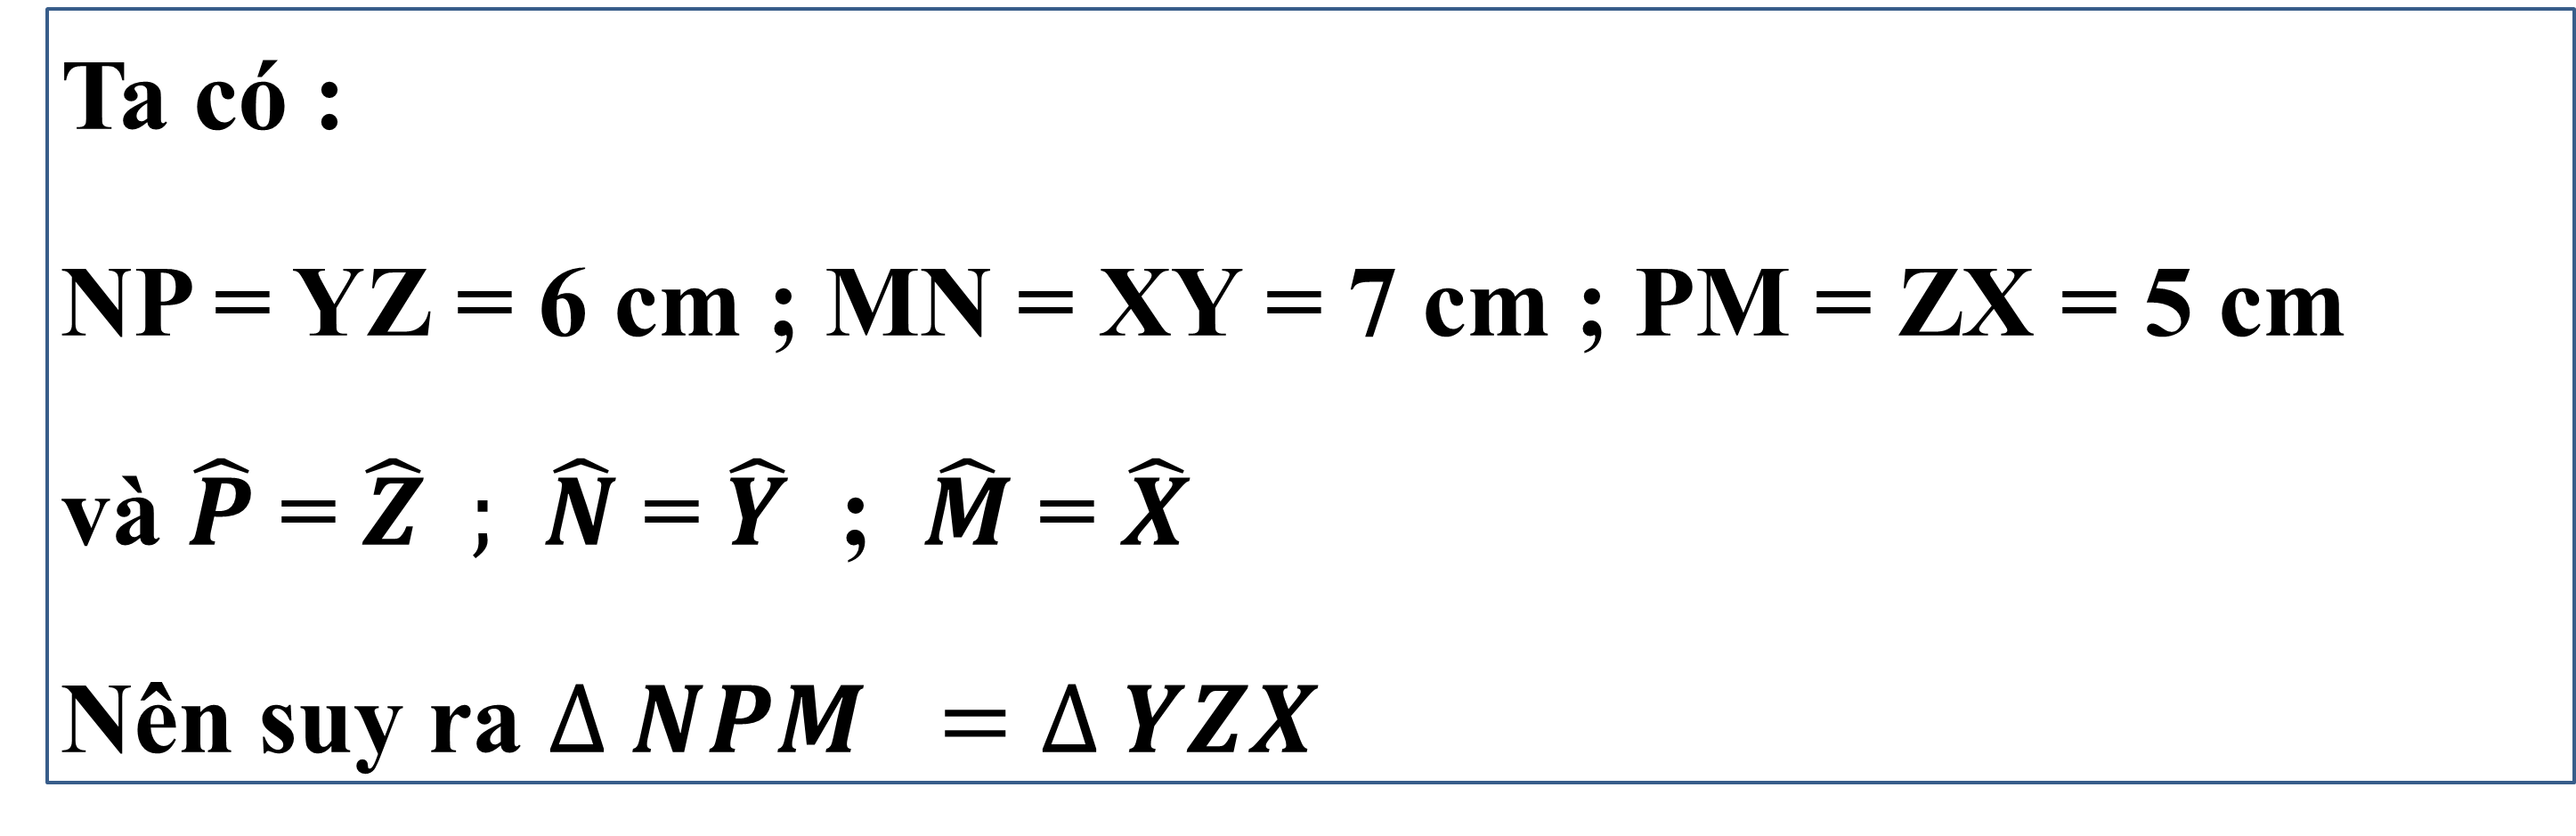 Ta có :
NP = YZ = 6 cm ; MN = XY = 7 cm ; PM = ZX = 5 cm
và P̂ = Ẑ ; N̂ = Ŷ ; M̂ = X̂
Nên suy ra Δ NPM = Δ YZX